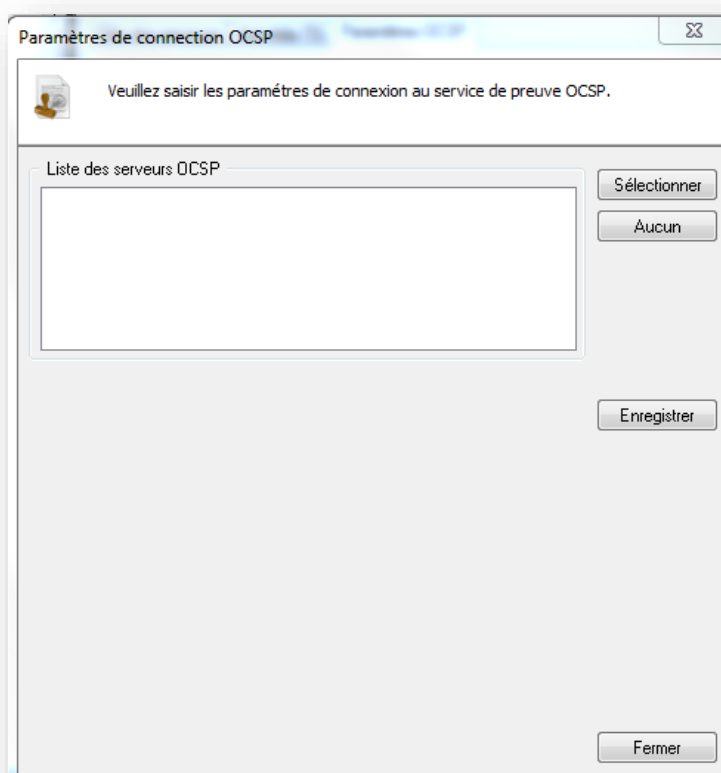 Paramètres de connection OCSP
Veuillez saisir les paramétres de connexion au service de preuve OCSP.
Liste des serveurs OCSP
Sélectionner
Aucun
Enregistrer
Fermer